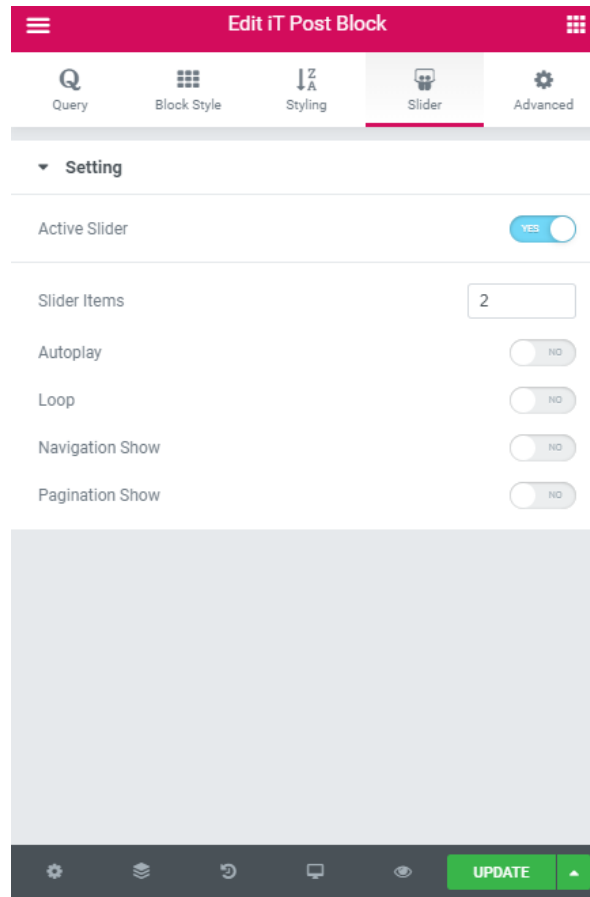 Edit iT Post Block
Query
Block Style
Styling
Slider
Advanced
Setting
Active Slider YES
Slider Items 2
Autoplay NO
Loop NO
Navigation Show NO
Pagination Show NO
UPDATE